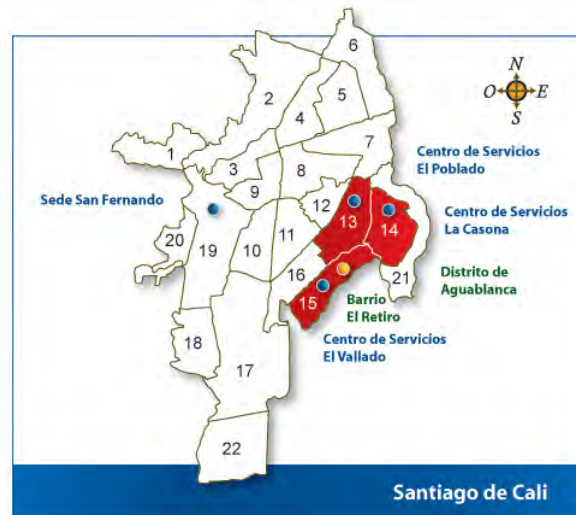 6
N
O E
S
2
5
4
7
1
3
8
Centro de Servicios
El Poblado
9
Sede San Fernando
12
13
14
Centro de Servicios
La Casona
20
19
10
11
16
21
Distrito de
Aguablanca
15
Barrio
El Retiro
Centro de Servicios
El Vallado
18
17
22
Santiago de Cali